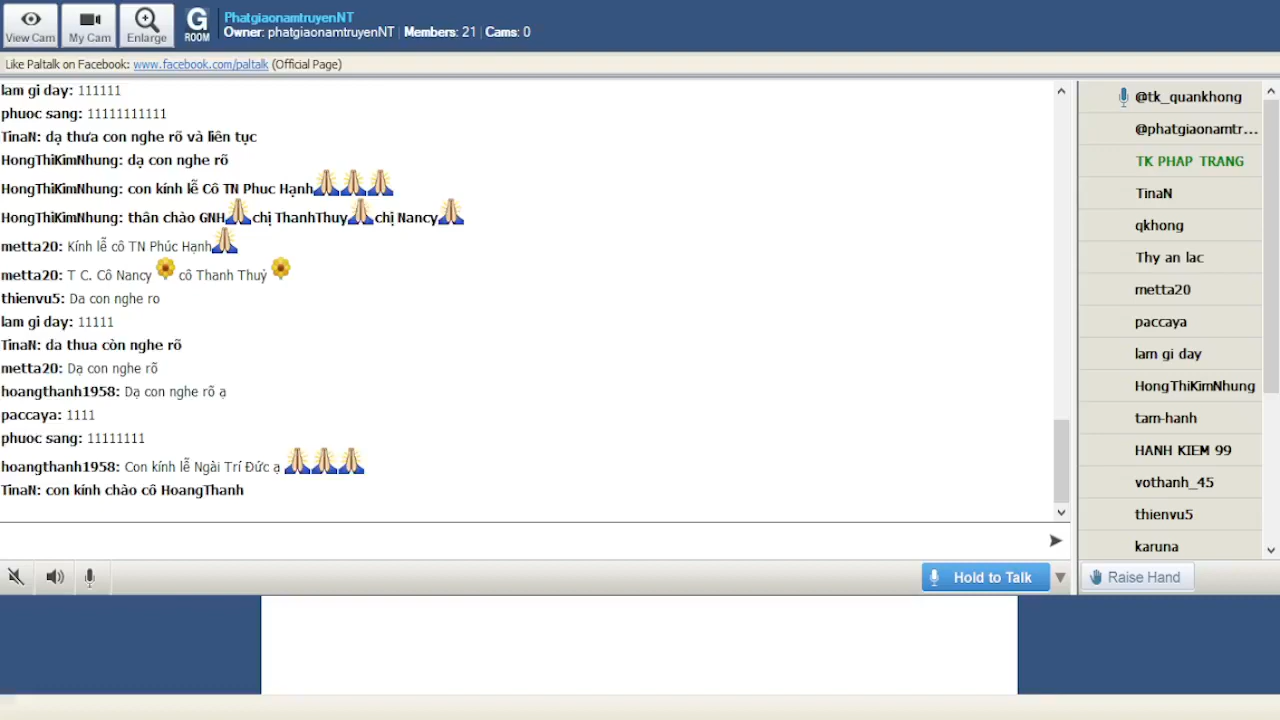 View Cam
My Cam
Enlarge
G
ROOM
PhatgiaonamtruyenNT
Owner: phatgiaonamtruyenNT | Members: 21 | Cams: 0
Like Paltalk on Facebook: www.facebook.com/paltalk (Official Page)
lam gi day: 111111
phuoc sang: 11111111111
TinaN: dạ thưa con nghe rõ và liên tục
HongThiKimNhung: dạ con nghe rõ
HongThiKimNhung: con kính lễ Cô TN Phuc Hạnh
HongThiKimNhung: thân chào GNH chị ThanhThuy chị Nancy
metta20: Kính lễ cô TN Phúc Hạnh
metta20: T C. Cô Nancy cô Thanh Thuỷ
thienvu5: Da con nghe ro
lam gi day: 11111
TinaN: da thua còn nghe rõ
metta20: Dạ con nghe rõ
hoangthanh1958: Dạ con nghe rõ ạ
paccaya: 1111
phuoc sang: 11111111
hoangthanh1958: Con kính lễ Ngài Trí Đức ạ
TinaN: con kính chào cô HoangThanh
Hold to Talk
@tk_quankhong
@phatgiaonamtr...
TK PHAP TRANG
TinaN
qkhong
Thy an lac
metta20
paccaya
lam gi day
HongThiKimNhung
tam-hanh
HANH KIEM 99
vothanh_45
thienvu5
karuna
Raise Hand